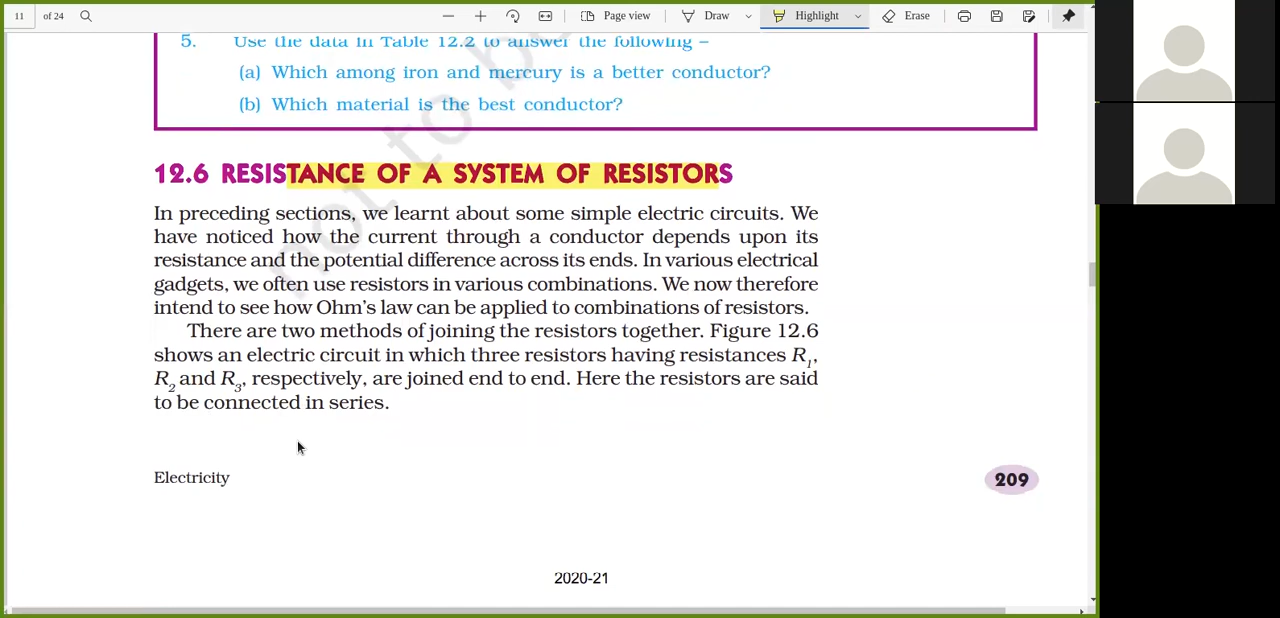 11 of 24 Page view Draw Highlight Erase
5. Use the data in Table 12.2 to answer the following –
(a) Which among iron and mercury is a better conductor?
(b) Which material is the best conductor?
12.6 RESISTANCE OF A SYSTEM OF RESISTORS
In preceding sections, we learnt about some simple electric circuits. We
have noticed how the current through a conductor depends upon its
resistance and the potential difference across its ends. In various electrical
gadgets, we often use resistors in various combinations. We now therefore
intend to see how Ohm's law can be applied to combinations of resistors.
There are two methods of joining the resistors together. Figure 12.6
shows an electric circuit in which three resistors having resistances R1,
R2 and R3, respectively, are joined end to end. Here the resistors are said
to be connected in series.
Electricity
209
2020-21
not to b